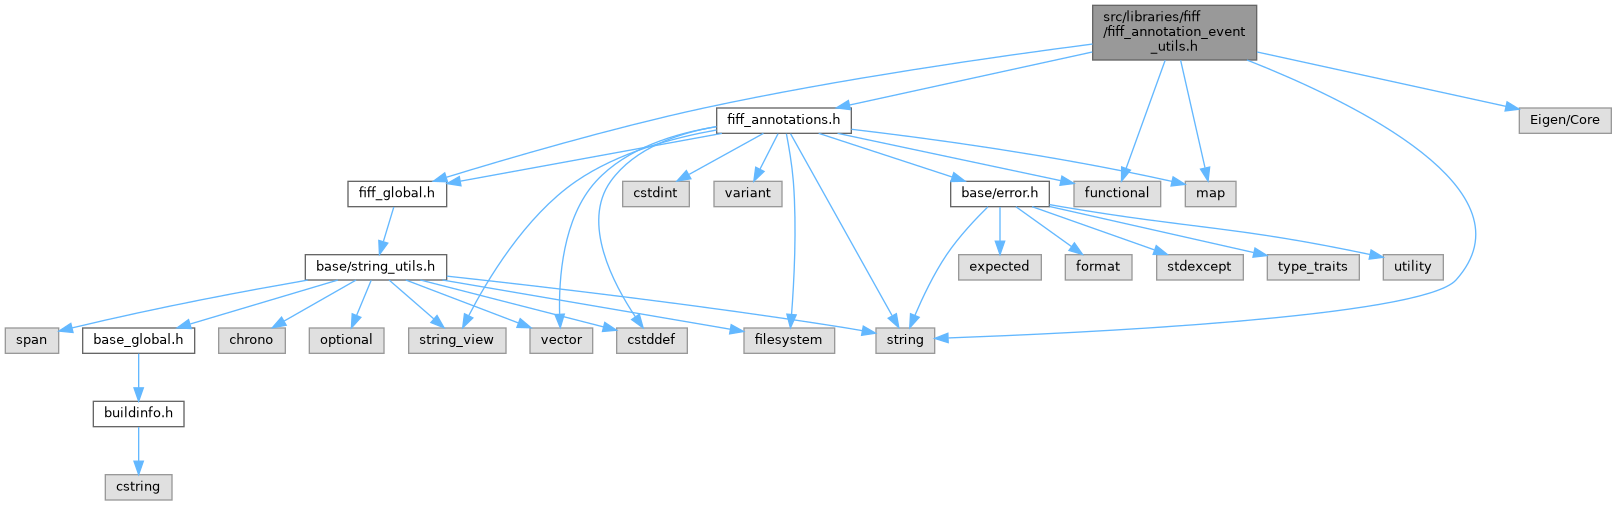 src/libraries/fiff
/fiff_annotation_event
_utils.h
fiff_annotations.h
Eigen/Core
fiff_global.h
cstdint
variant
base/error.h
functional
map
base/string_utils.h
expected
format
stdexcept
type_traits
utility
span
base_global.h
chrono
optional
string_view
vector
cstddef
filesystem
string
buildinfo.h
cstring